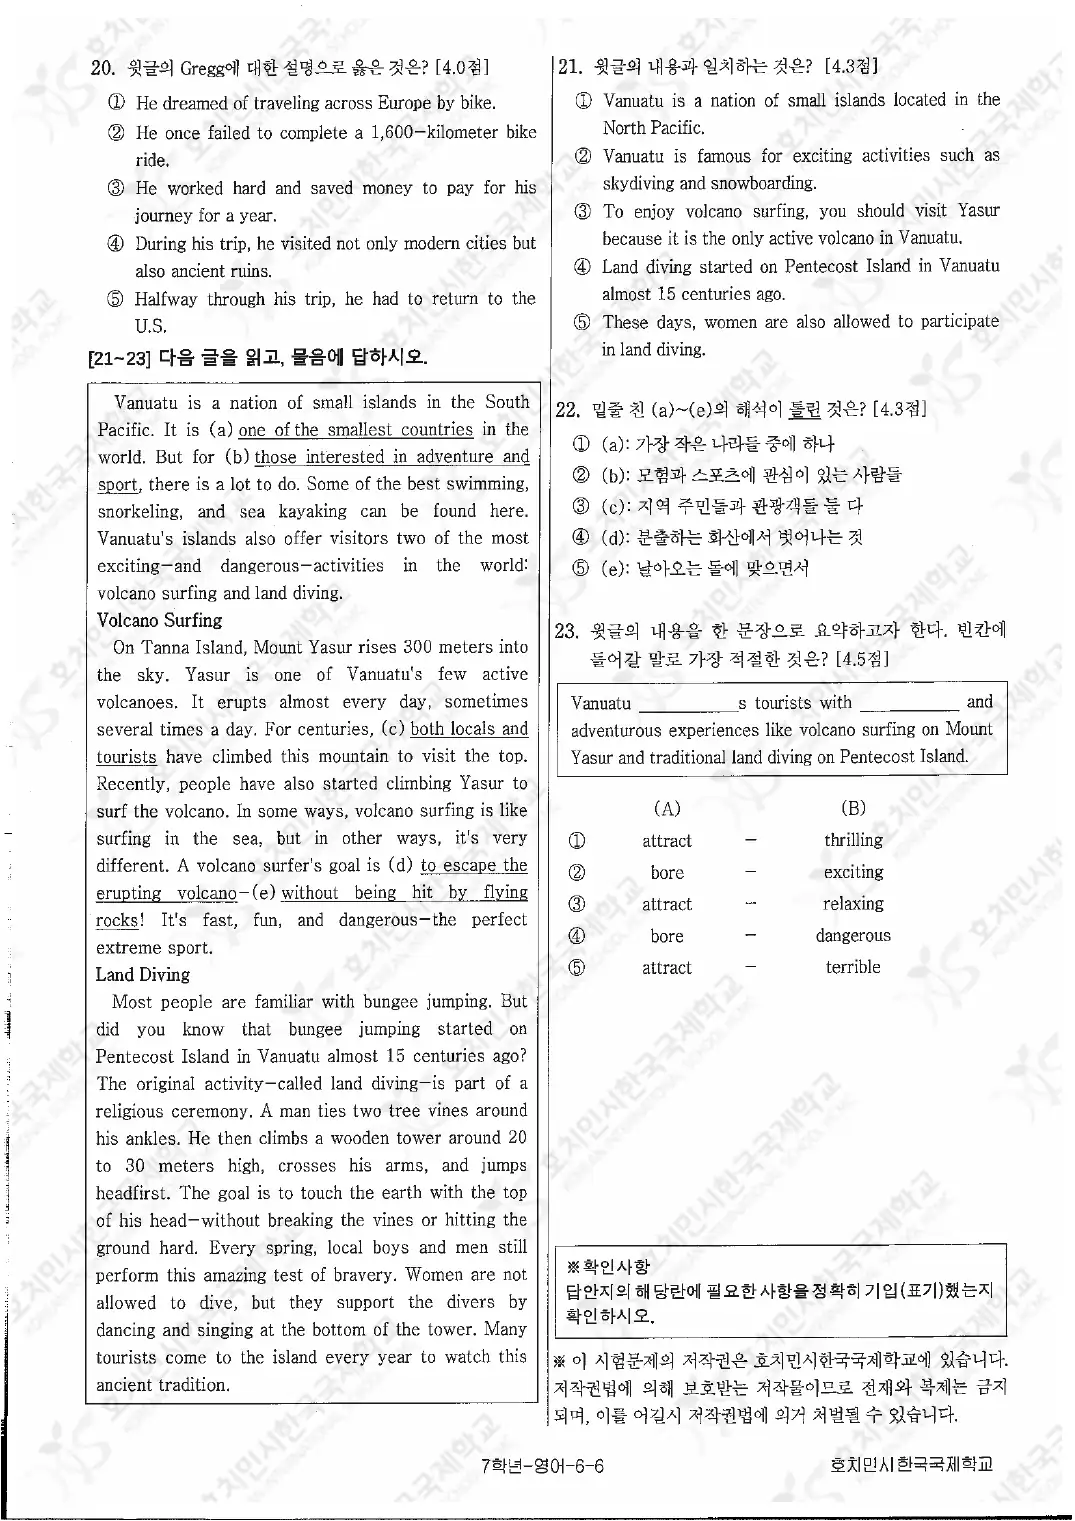 20. 윗글의 Gregg에 대한 설명으로 옳은 것은? [4.0점]
① He dreamed of traveling across Europe by bike.
② He once failed to complete a 1,600-kilometer bike
ride.
③ He worked hard and saved money to pay for his
journey for a year.
④ During his trip, he visited not only modern cities but
also ancient ruins.
⑤ Halfway through his trip, he had to return to the
U.S.
[21~23] 다음 글을 읽고, 물음에 답하시오.
Vanuatu is a nation of small islands in the South
Pacific. It is (a) one of the smallest countries in the
world. But for (b) those interested in adventure and
sport, there is a lot to do. Some of the best swimming,
snorkeling, and sea kayaking can be found here.
Vanuatu's islands also offer visitors two of the most
exciting-and dangerous-activities in the world:
volcano surfing and land diving.
Volcano Surfing
On Tanna Island, Mount Yasur rises 300 meters into
the sky. Yasur is one of Vanuatu's few active
volcanoes. It erupts almost every day, sometimes
several times a day. For centuries, (c) both locals and
tourists have climbed this mountain to visit the top.
Recently, people have also started climbing Yasur to
surf the volcano. In some ways, volcano surfing is like
surfing in the sea, but in other ways, it's very
different. A volcano surfer's goal is (d) to escape the
erupting volcano-(e) without being hit by flying
rocks! It's fast, fun, and dangerous-the perfect
extreme sport.
Land Diving
Most people are familiar with bungee jumping. But
did you know that bungee jumping started on
Pentecost Island in Vanuatu almost 15 centuries ago?
The original activity-called land diving-is part of a
religious ceremony. A man ties two tree vines around
his ankles. He then climbs a wooden tower around 20
to 30 meters high, crosses his arms, and jumps
headfirst. The goal is to touch the earth with the top
of his head-without breaking the vines or hitting the
ground hard. Every spring, local boys and men still
perform this amazing test of bravery. Women are not
allowed to dive, but they support the divers by
dancing and singing at the bottom of the tower. Many
tourists come to the island every year to watch this
ancient tradition.
21. 윗글의 내용과 일치하는 것은? [4.3점]
① Vanuatu is a nation of small islands located in the
North Pacific.
② Vanuatu is famous for exciting activities such as
skydiving and snowboarding.
③ To enjoy volcano surfing, you should visit Yasur
because it is the only active volcano in Vanuatu.
④ Land diving started on Pentecost Island in Vanuatu
almost 15 centuries ago.
⑤ These days, women are also allowed to participate
in land diving.
22. 밑줄 친 (a)~(e)의 해석이 틀린 것은? [4.3점]
① (a): 가장 작은 나라들 중에 하나
② (b): 모험과 스포츠에 관심이 있는 사람들
③ (c): 지역 주민들과 관광객들 둘 다
④ (d): 분출하는 화산에서 벗어나는 것
⑤ (e): 날아오는 돌에 맞으면서
23. 윗글의 내용을 한 문장으로 요약하고자 한다. 빈칸에
들어갈 말로 가장 적절한 것은? [4.5점]
Vanuatu __________s tourists with __________ and
adventurous experiences like volcano surfing on Mount
Yasur and traditional land diving on Pentecost Island.
(A) (B)
① attract - thrilling
② bore - exciting
③ attract - relaxing
④ bore - dangerous
⑤ attract - terrible
※확인사항
답안지의 해당란에 필요한 사항을 정확히 기입(표기)했는지
확인하시오.
※ 이 시험문제의 저작권은 호치민시한국국제학교에 있습니다.
저작권법에 의해 보호받는 저작물이므로 전재와 복제는 금지
되며, 이를 어길시 저작권법에 의거 처벌될 수 있습니다.
7학년-영어-6-6
호치민시한국국제학교